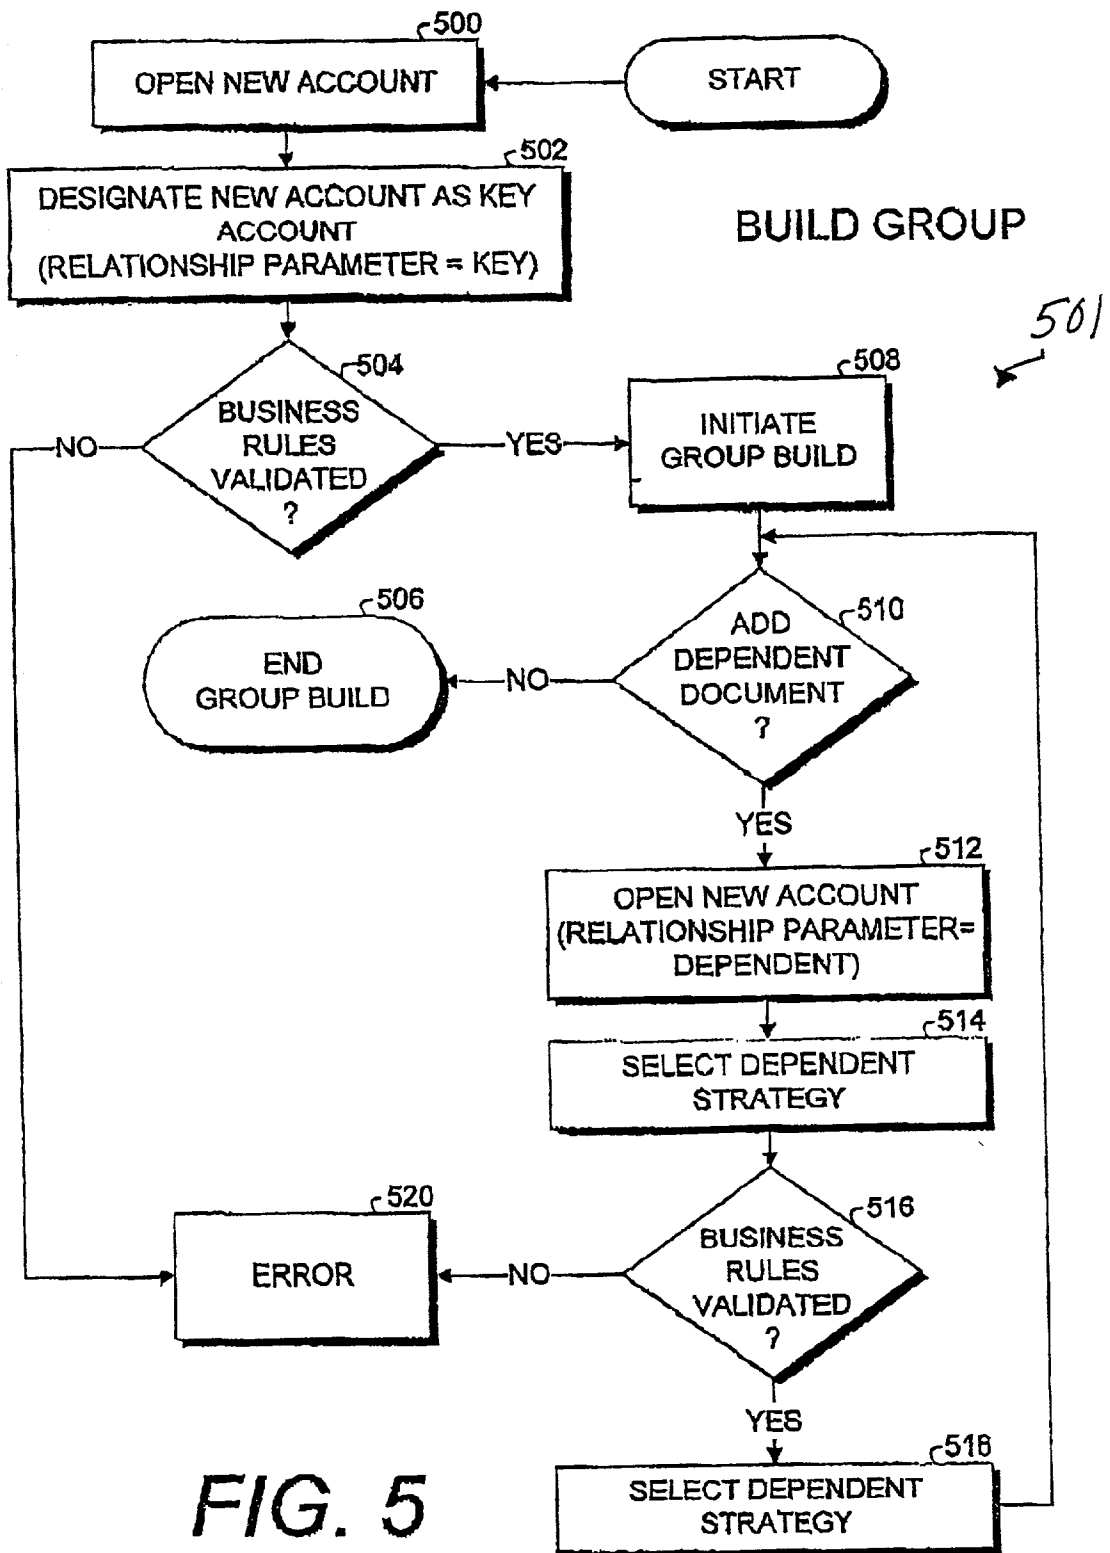 500
OPEN NEW ACCOUNT
START
502
DESIGNATE NEW ACCOUNT AS KEY
ACCOUNT
(RELATIONSHIP PARAMETER = KEY)
BUILD GROUP
501
504
BUSINESS
RULES
VALIDATED
?
NO
YES
508
INITIATE
GROUP BUILD
506
END
GROUP BUILD
NO
510
ADD
DEPENDENT
DOCUMENT
?
YES
512
OPEN NEW ACCOUNT
(RELATIONSHIP PARAMETER=
DEPENDENT)
514
SELECT DEPENDENT
STRATEGY
520
ERROR
NO
516
BUSINESS
RULES
VALIDATED
?
YES
518
SELECT DEPENDENT
STRATEGY
FIG. 5